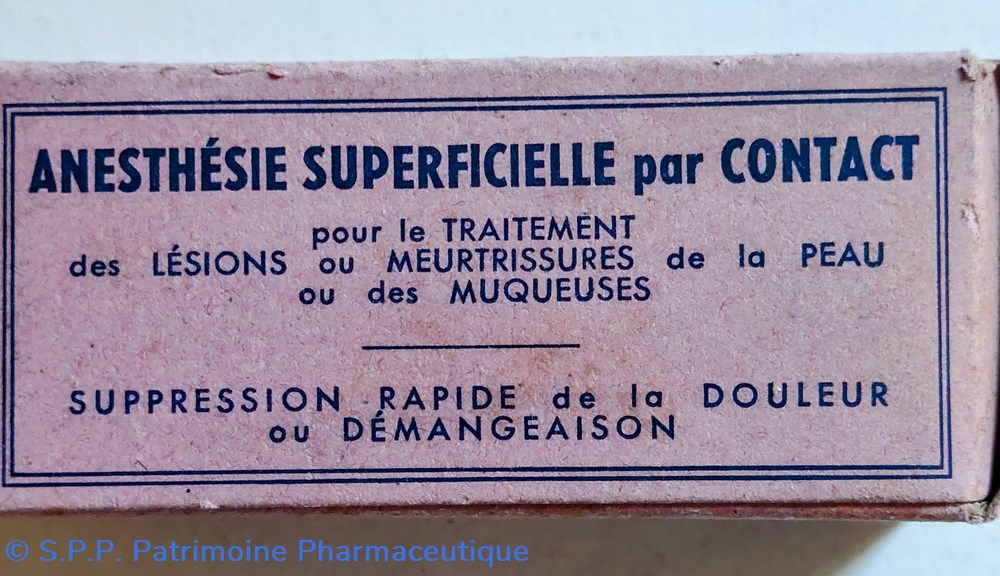 ANESTHÉSIE SUPERFICIELLE par CONTACT
pour le TRAITEMENT
des LÉSIONS ou MEURTRISSURES de la PEAU
ou des MUQUEUSES
SUPPRESSION RAPIDE de la DOULEUR
ou DÉMANGEAISON
© S.P.P. Patrimoine Pharmaceutique